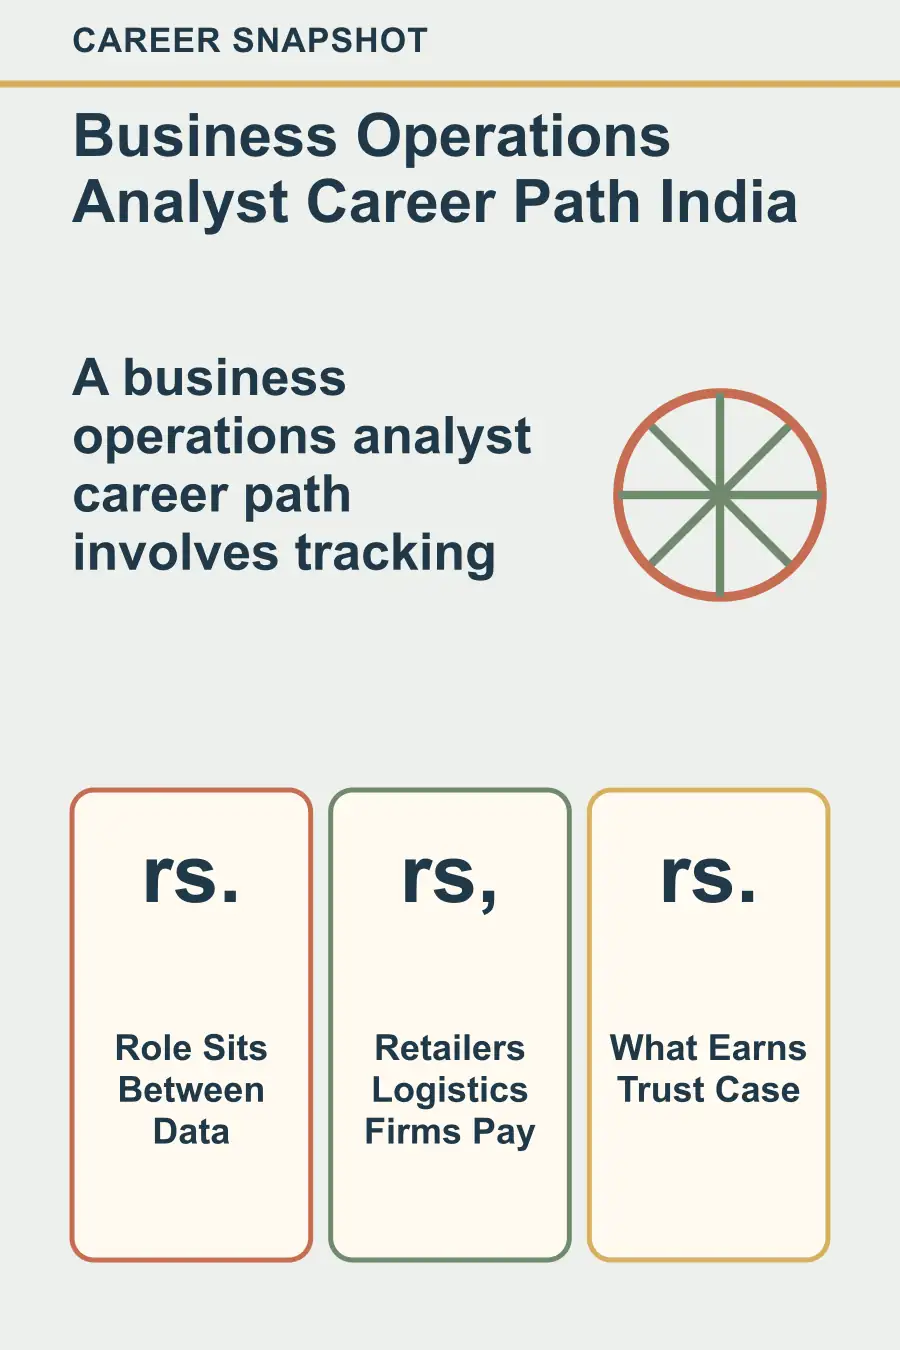 CAREER SNAPSHOT
Business Operations
Analyst Career Path India
A business
operations analyst
career path
involves tracking
rs.
Role Sits
Between
Data
rs,
Retailers
Logistics
Firms Pay
rs.
What Earns
Trust Case